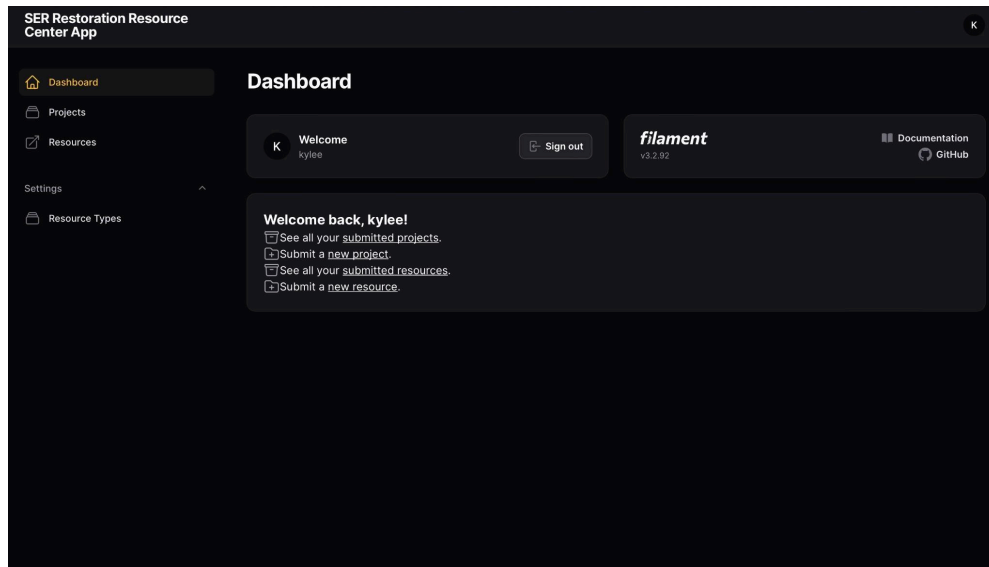 SER Restoration Resource
Center App
K
Dashboard
Projects
Resources
Settings
Resource Types
Dashboard
K
Welcome
kylee
Sign out
filament
v3.2.92
Documentation
GitHub
Welcome back, kylee!
See all your submitted projects.
Submit a new project.
See all your submitted resources.
Submit a new resource.